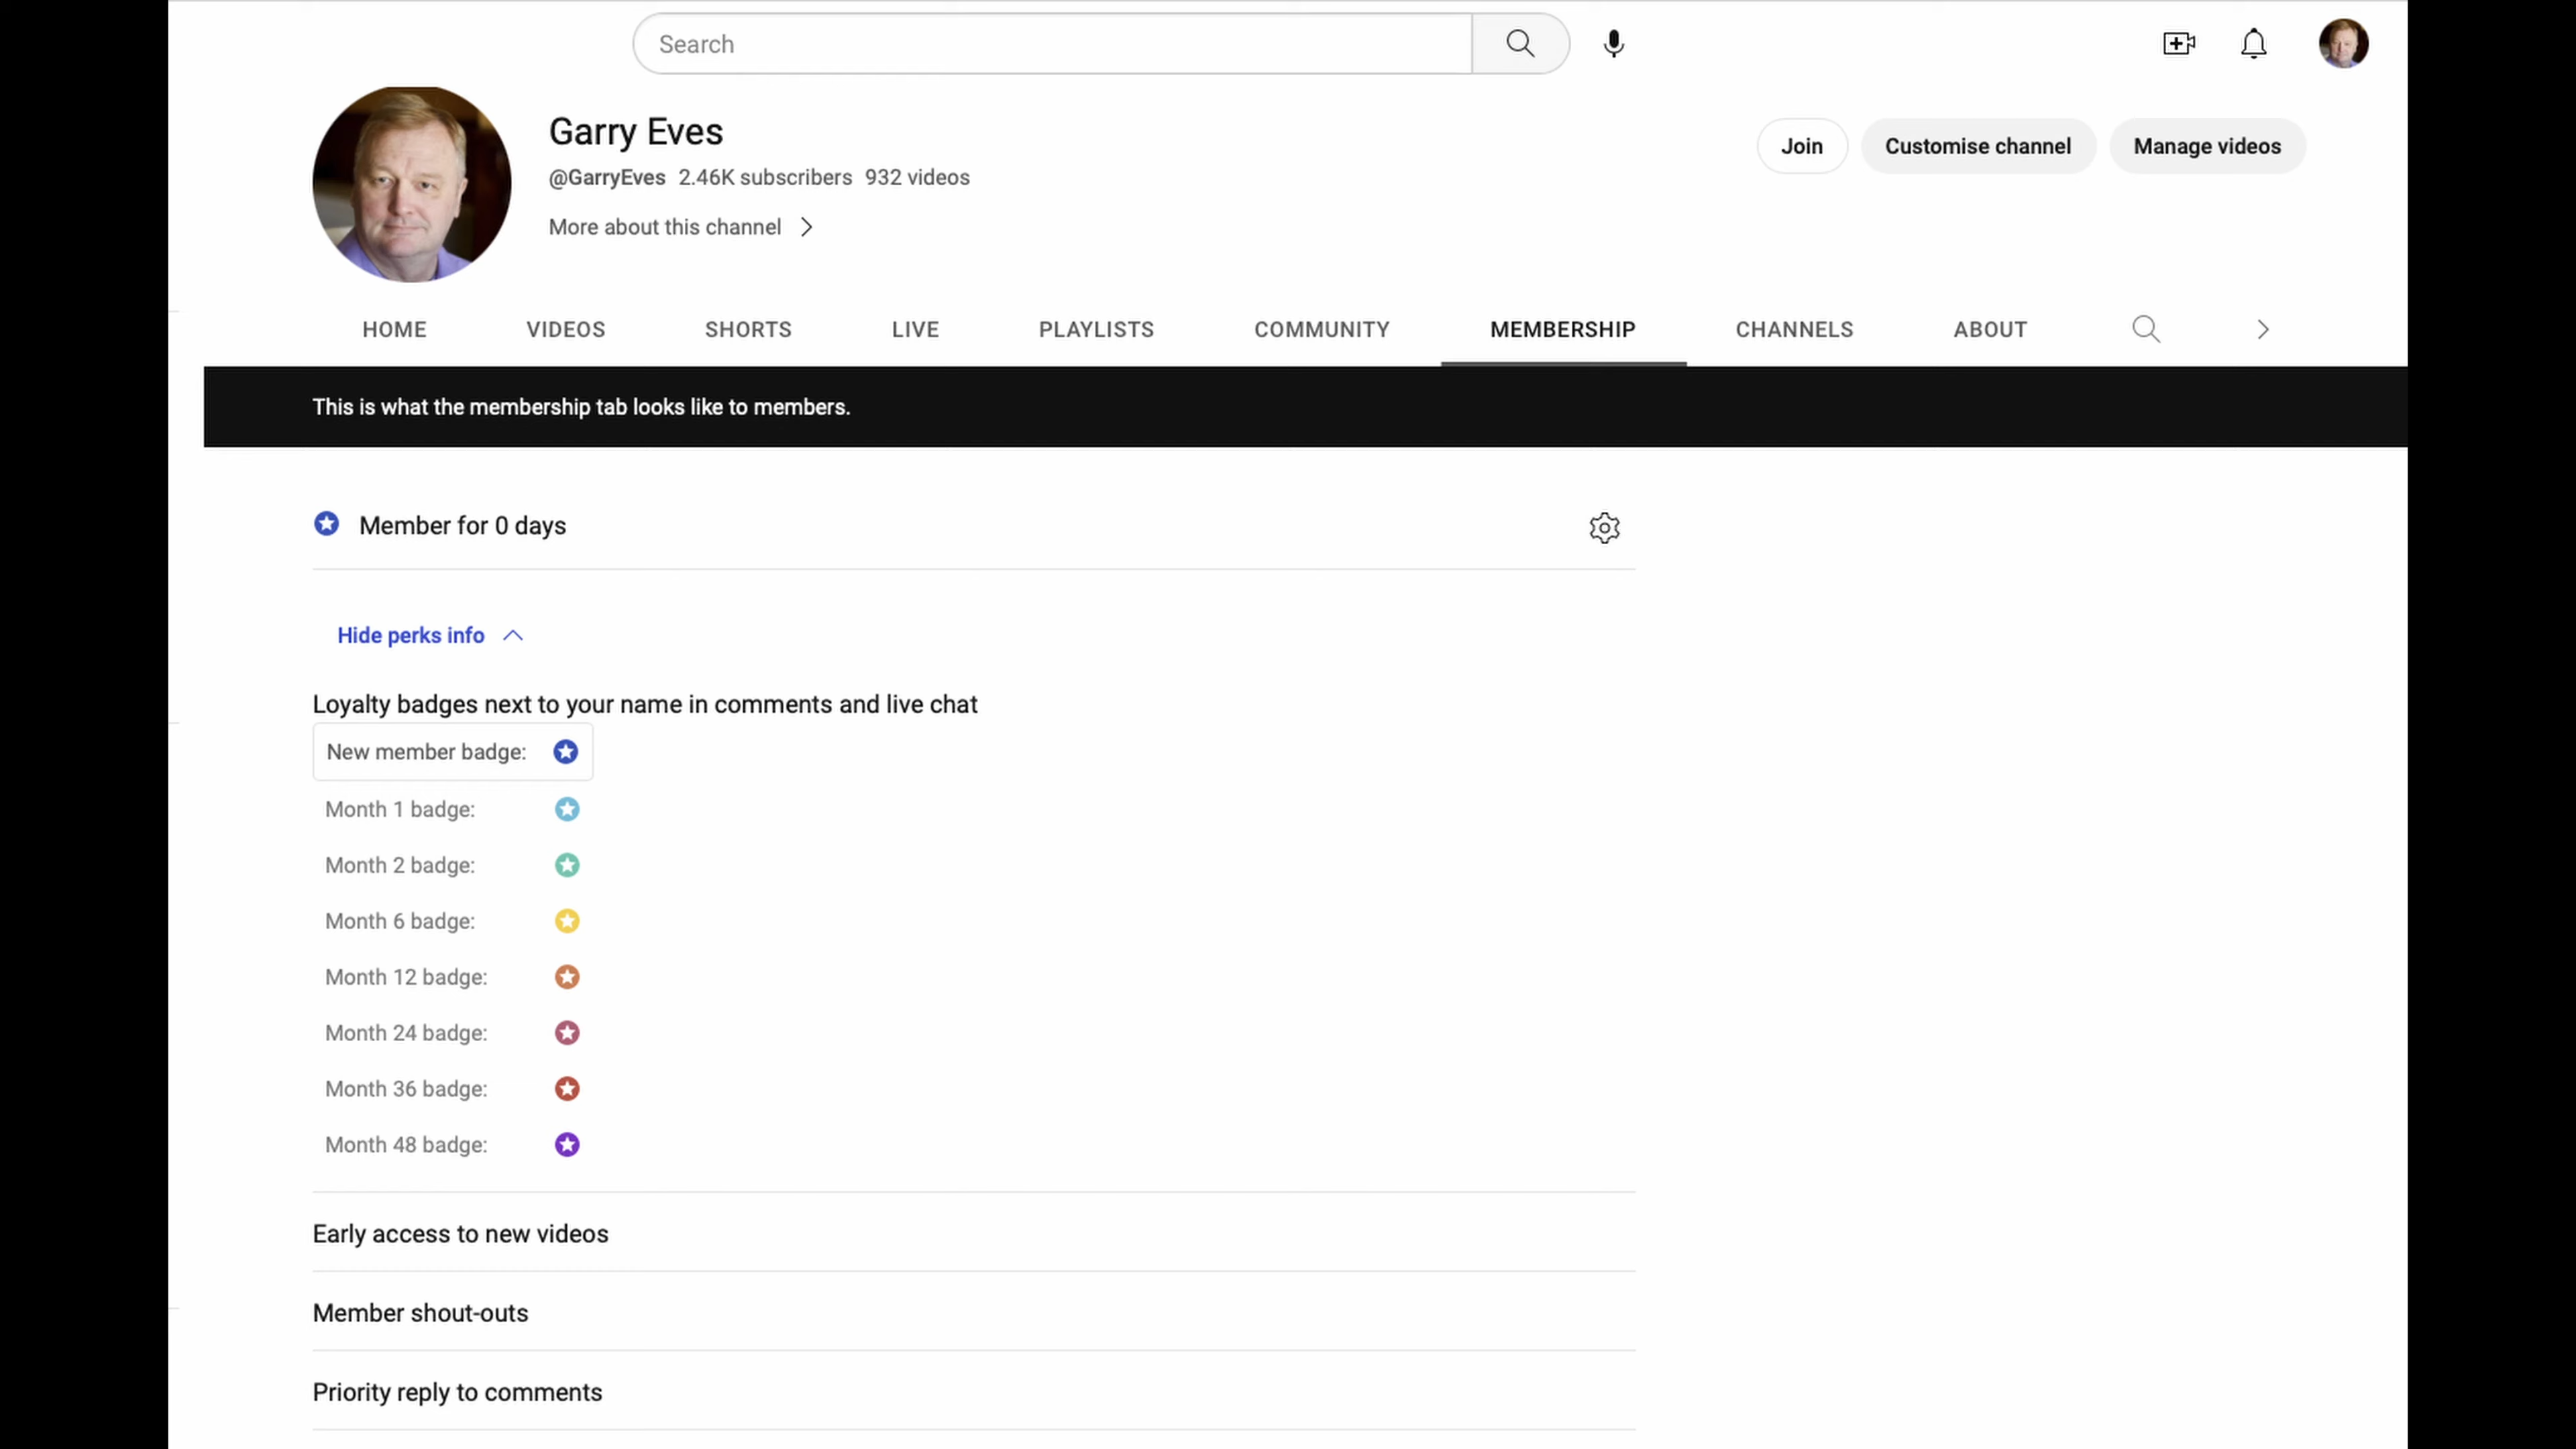 Search
Garry Eves
@GarryEves 2.46K subscribers 932 videos
More about this channel
Join
Customise channel
Manage videos
HOME VIDEOS SHORTS LIVE PLAYLISTS COMMUNITY MEMBERSHIP CHANNELS ABOUT
This is what the membership tab looks like to members.
Member for 0 days
Hide perks info
Loyalty badges next to your name in comments and live chat
New member badge:
Month 1 badge:
Month 2 badge:
Month 6 badge:
Month 12 badge:
Month 24 badge:
Month 36 badge:
Month 48 badge:
Early access to new videos
Member shout-outs
Priority reply to comments